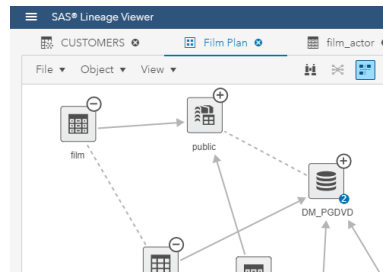 SAS® Lineage Viewer
CUSTOMERS
Film Plan
film_actor
File Object View
film
public
2
DM_PGDVD